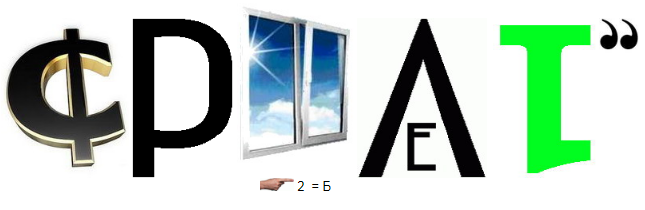 ¢ Р Л Е “
2 = Б